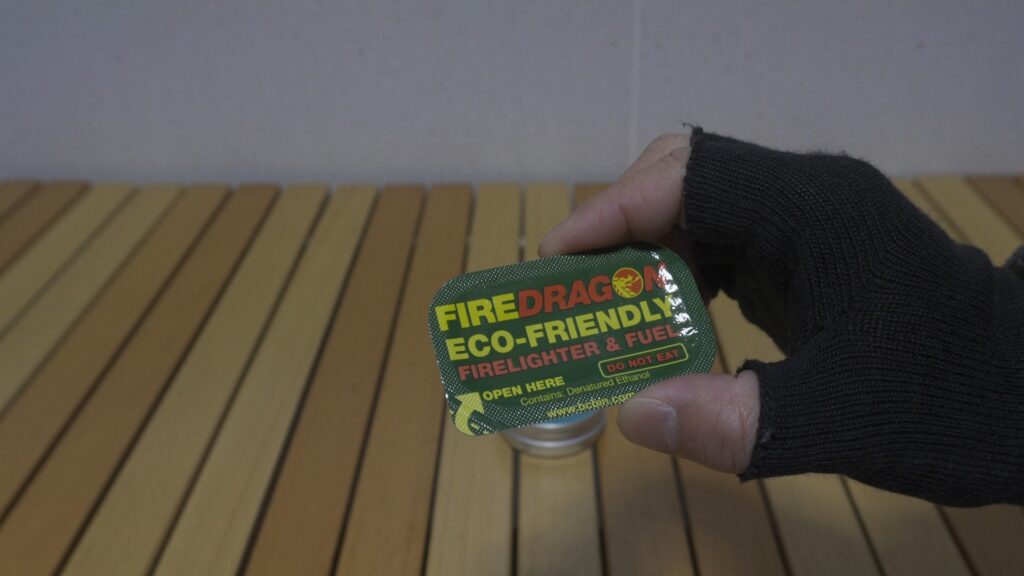 FIREDRAGON
ECO-FRIENDLY
FIRELIGHTER & FUEL
DO NOT EAT
OPEN HERE
Contains: Denatured Ethanol